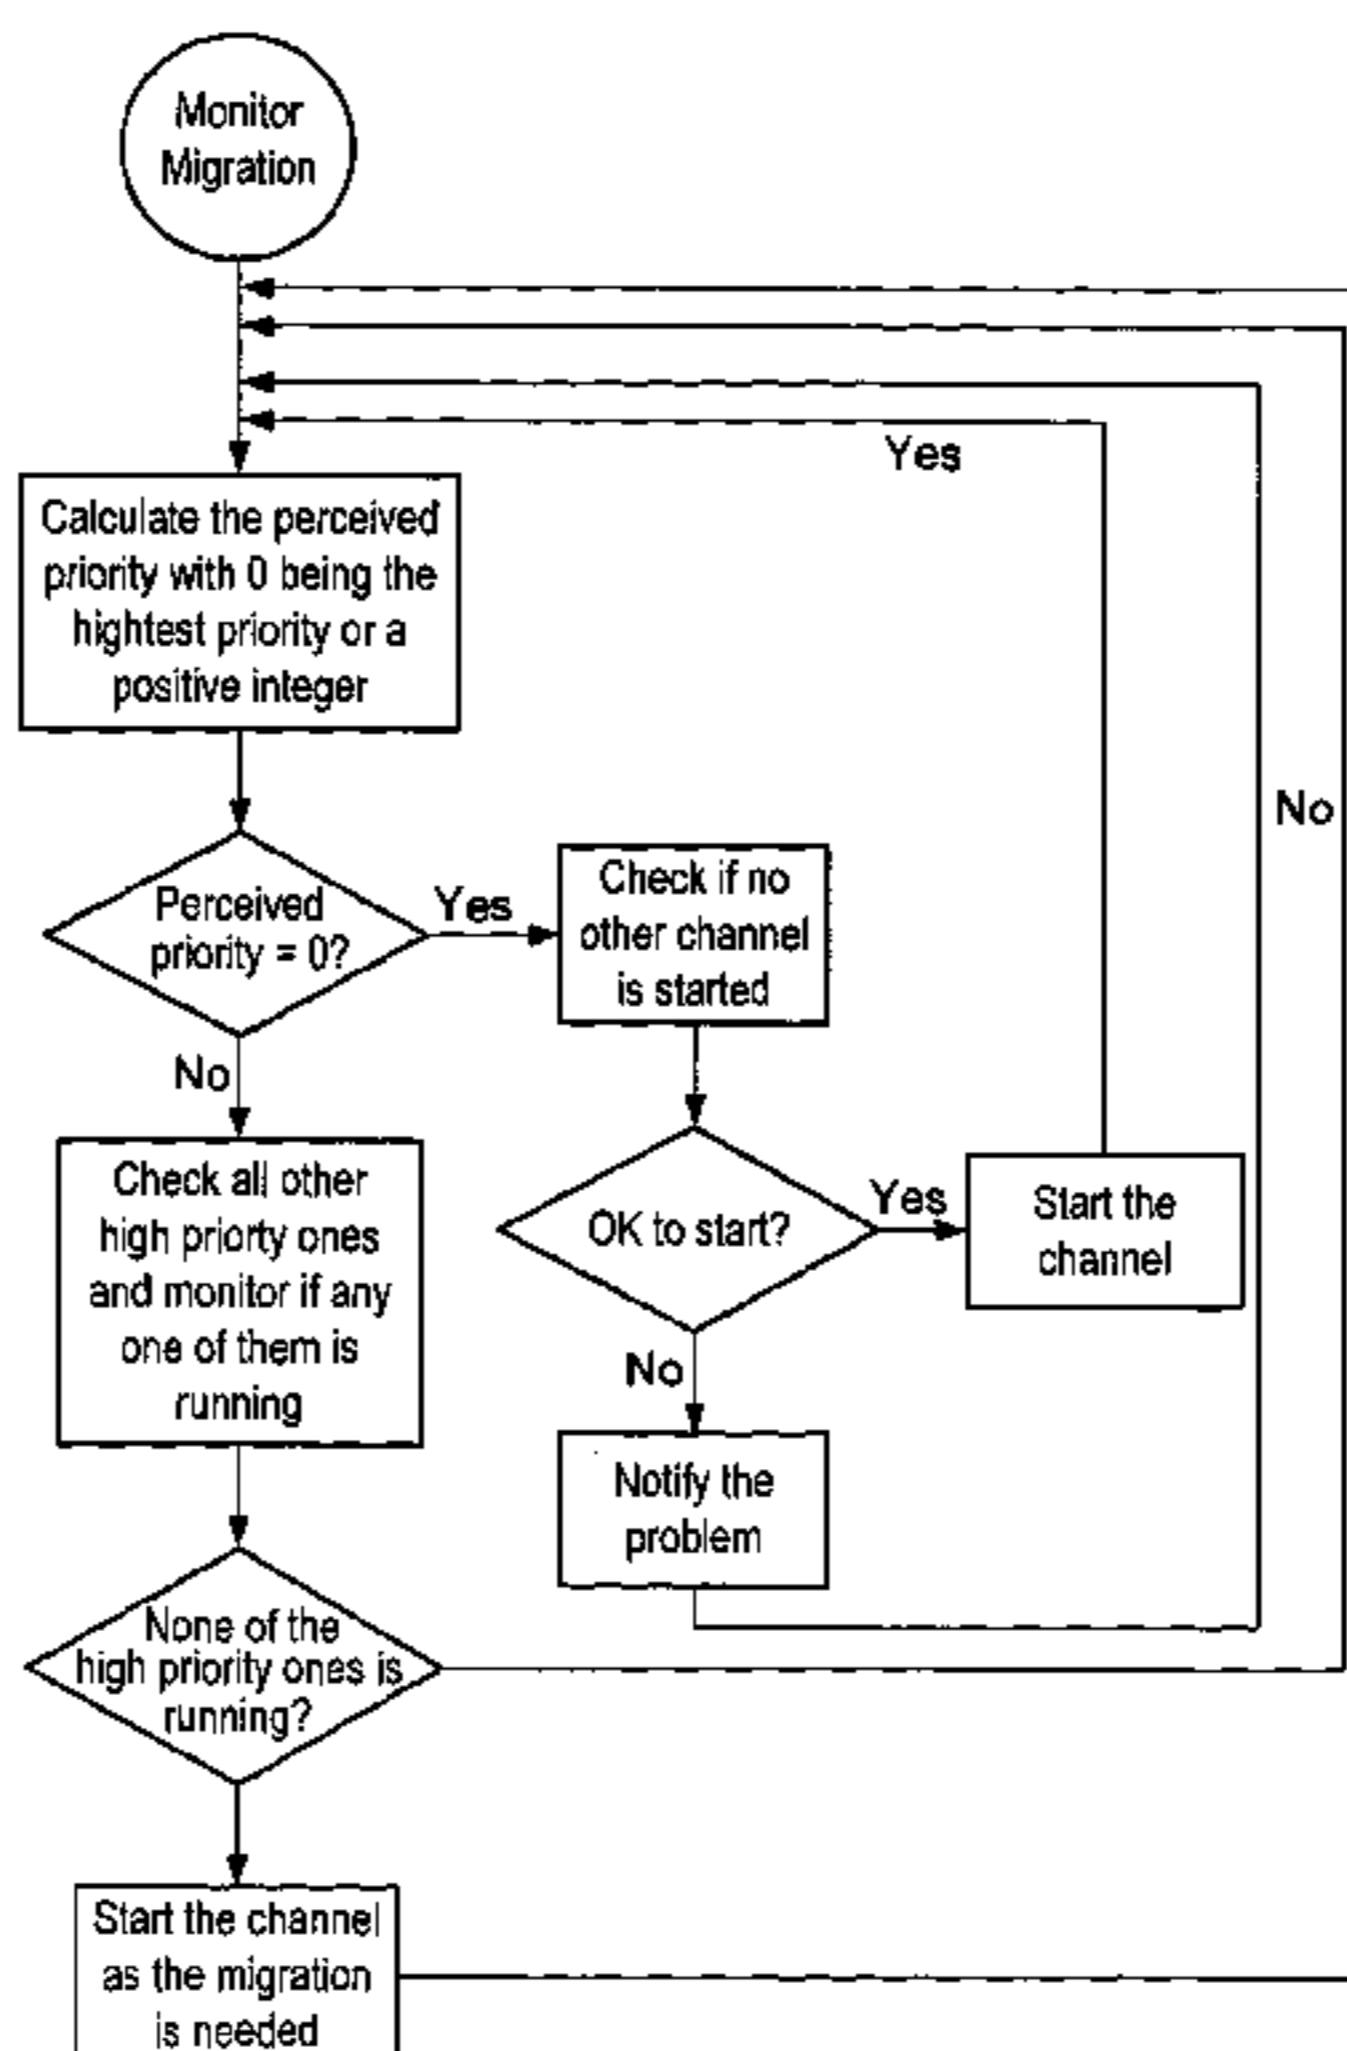 Monitor
Migration
Yes
Calculate the perceived
priority with 0 being the
hightest priority or a
positive integer
No
Perceived
priority = 0?
Yes
Check if no
other channel
is started
No
Check all other
high priorty ones
and monitor if any
one of them is
running
OK to start?
Yes
Start the
channel
No
Notify the
problem
None of the
high priority ones is
running?
Start the channel
as the migration
is needed